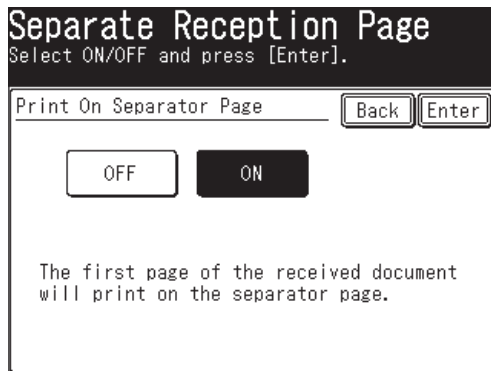 Separate Reception Page
Select ON/OFF and press [Enter].
Print On Separator Page Back Enter
OFF ON
The first page of the received document
will print on the separator page.